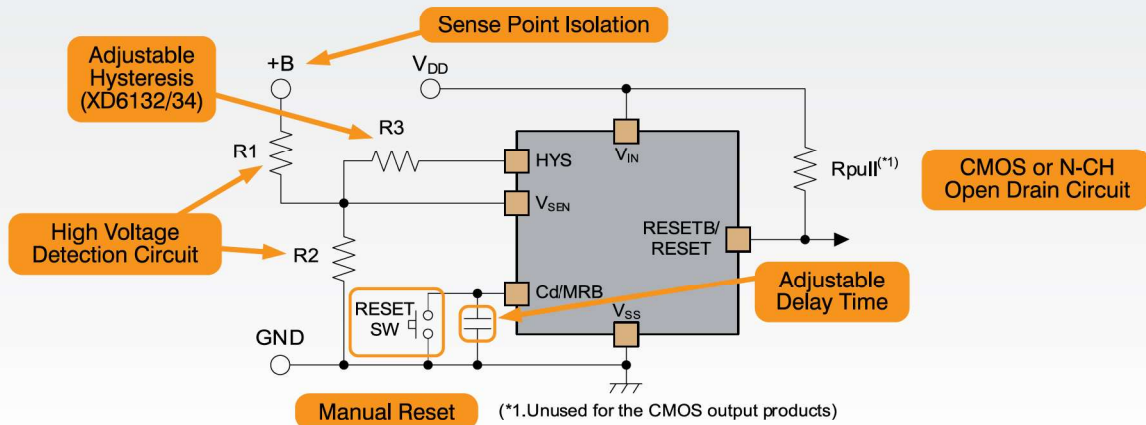 Sense Point Isolation
Adjustable
Hysteresis
(XD6132/34)
+B
VDD
R3
R1
HYS
VIN
Rpull(*1)
CMOS or N-CH
Open Drain Circuit
VSEN
High Voltage
Detection Circuit
R2
RESETB/
RESET
Cd/MRB
Adjustable
Delay Time
RESET
SW
VSS
GND
Manual Reset
(*1.Unused for the CMOS output products)